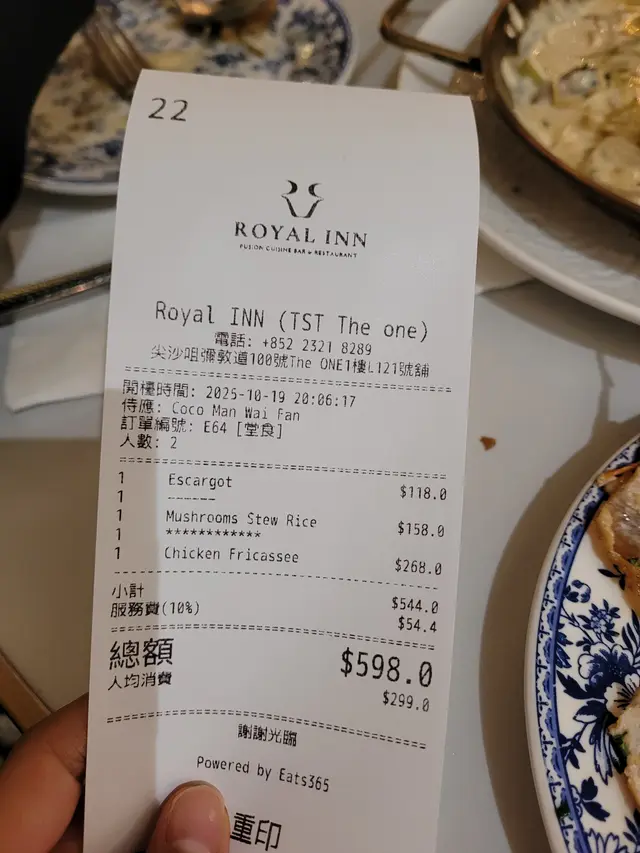 22
ROYAL INN
FUSION CUISINE BAR & RESTAURANT
Royal INN (TST The one)
電話: +852 2321 8289
尖沙咀彌敦道100號The ONE1樓L121號舖
開檯時間: 2025-10-19 20:06:17
侍應: Coco Man Wai Fan
訂單編號: E64 [堂食]
人數: 2
1 Escargot $118.0
1 ------
1 Mushrooms Stew Rice $158.0
1 ************
1 Chicken Fricassee $268.0
小計 $544.0
服務費(10%) $54.4
總額 $598.0
人均消費 $299.0
謝謝光臨
Powered by Eats365
重印